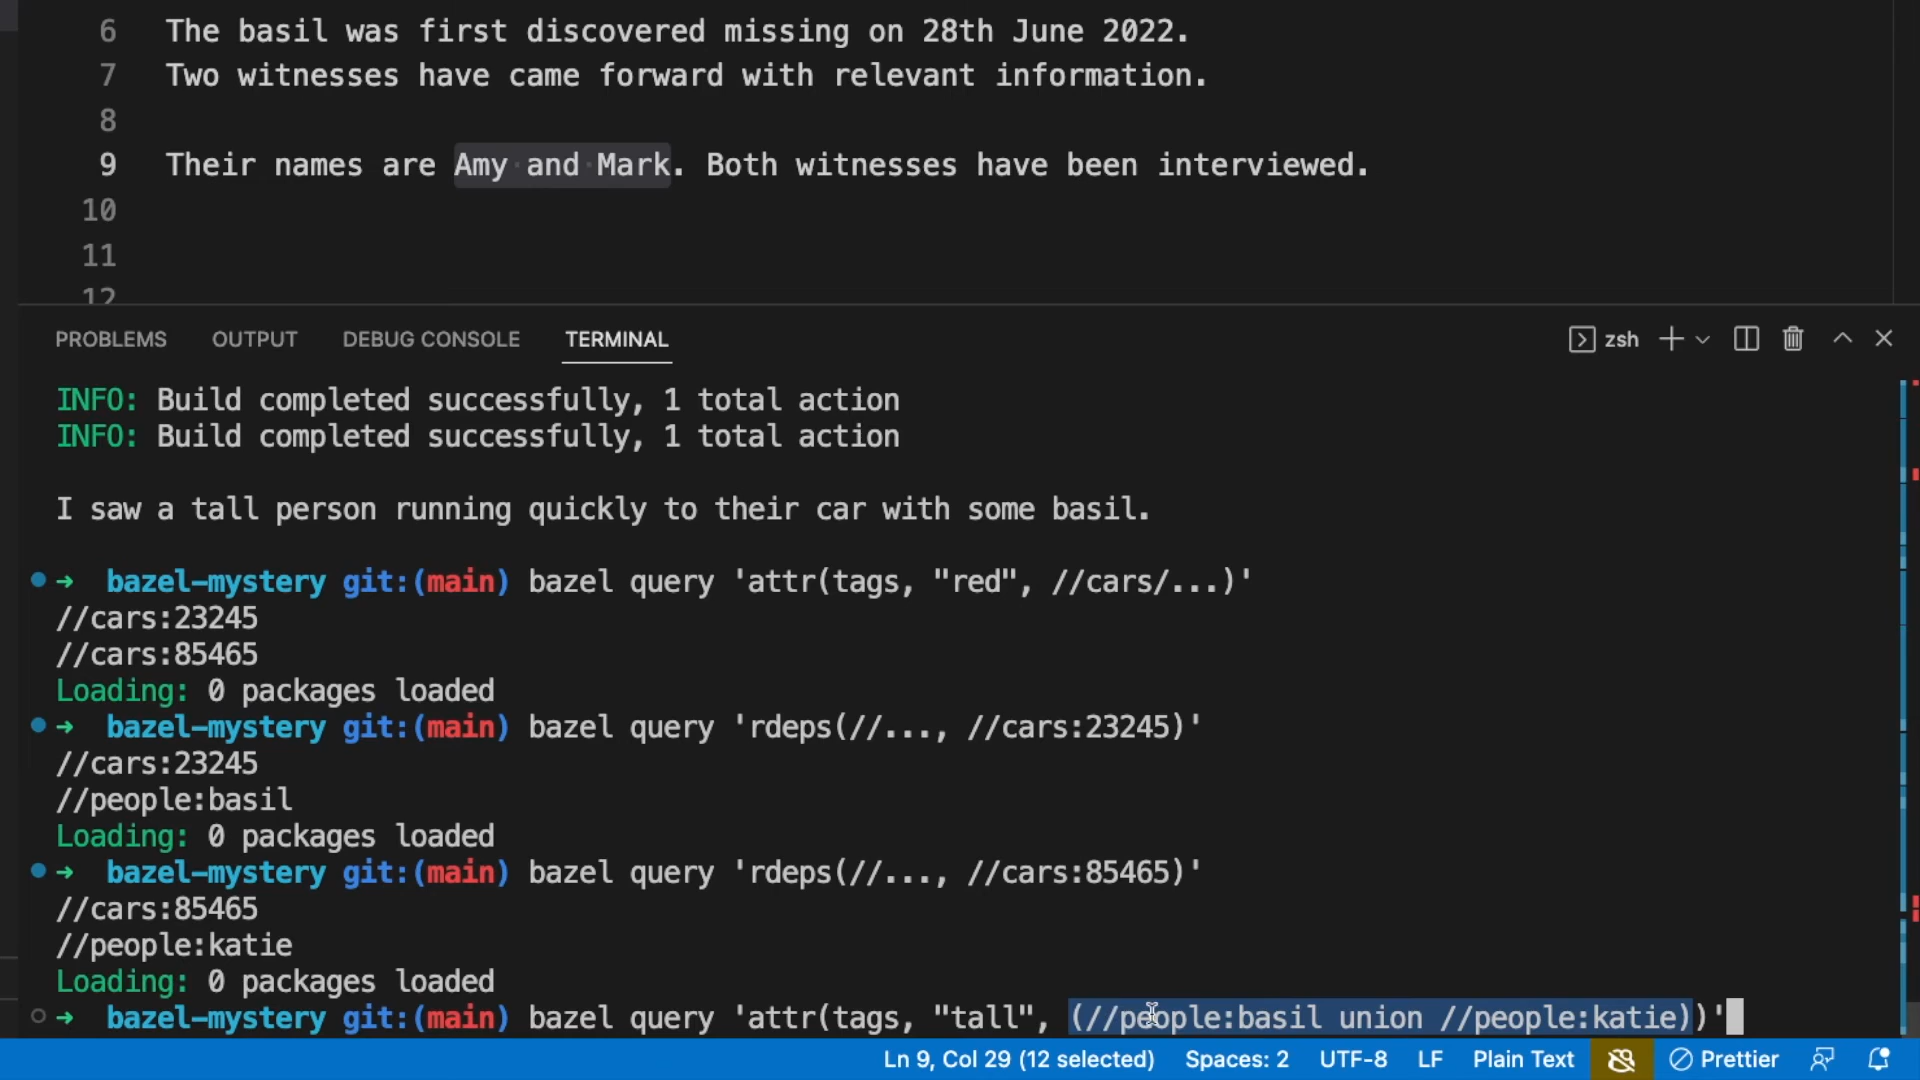 6 The basil was first discovered missing on 28th June 2022.
7 Two witnesses have came forward with relevant information.
8
9 Their names are Amy and Mark. Both witnesses have been interviewed.
10
11
12
PROBLEMS OUTPUT DEBUG CONSOLE TERMINAL zsh
INFO: Build completed successfully, 1 total action
INFO: Build completed successfully, 1 total action
I saw a tall person running quickly to their car with some basil.
➜ bazel-mystery git:(main) bazel query 'attr(tags, "red", //cars/...)'
//cars:23245
//cars:85465
Loading: 0 packages loaded
➜ bazel-mystery git:(main) bazel query 'rdeps(//..., //cars:23245)'
//cars:23245
//people:basil
Loading: 0 packages loaded
➜ bazel-mystery git:(main) bazel query 'rdeps(//..., //cars:85465)'
//cars:85465
//people:katie
Loading: 0 packages loaded
➜ bazel-mystery git:(main) bazel query 'attr(tags, "tall", (//people:basil union //people:katie))'
Ln 9, Col 29 (12 selected) Spaces: 2 UTF-8 LF Plain Text Prettier